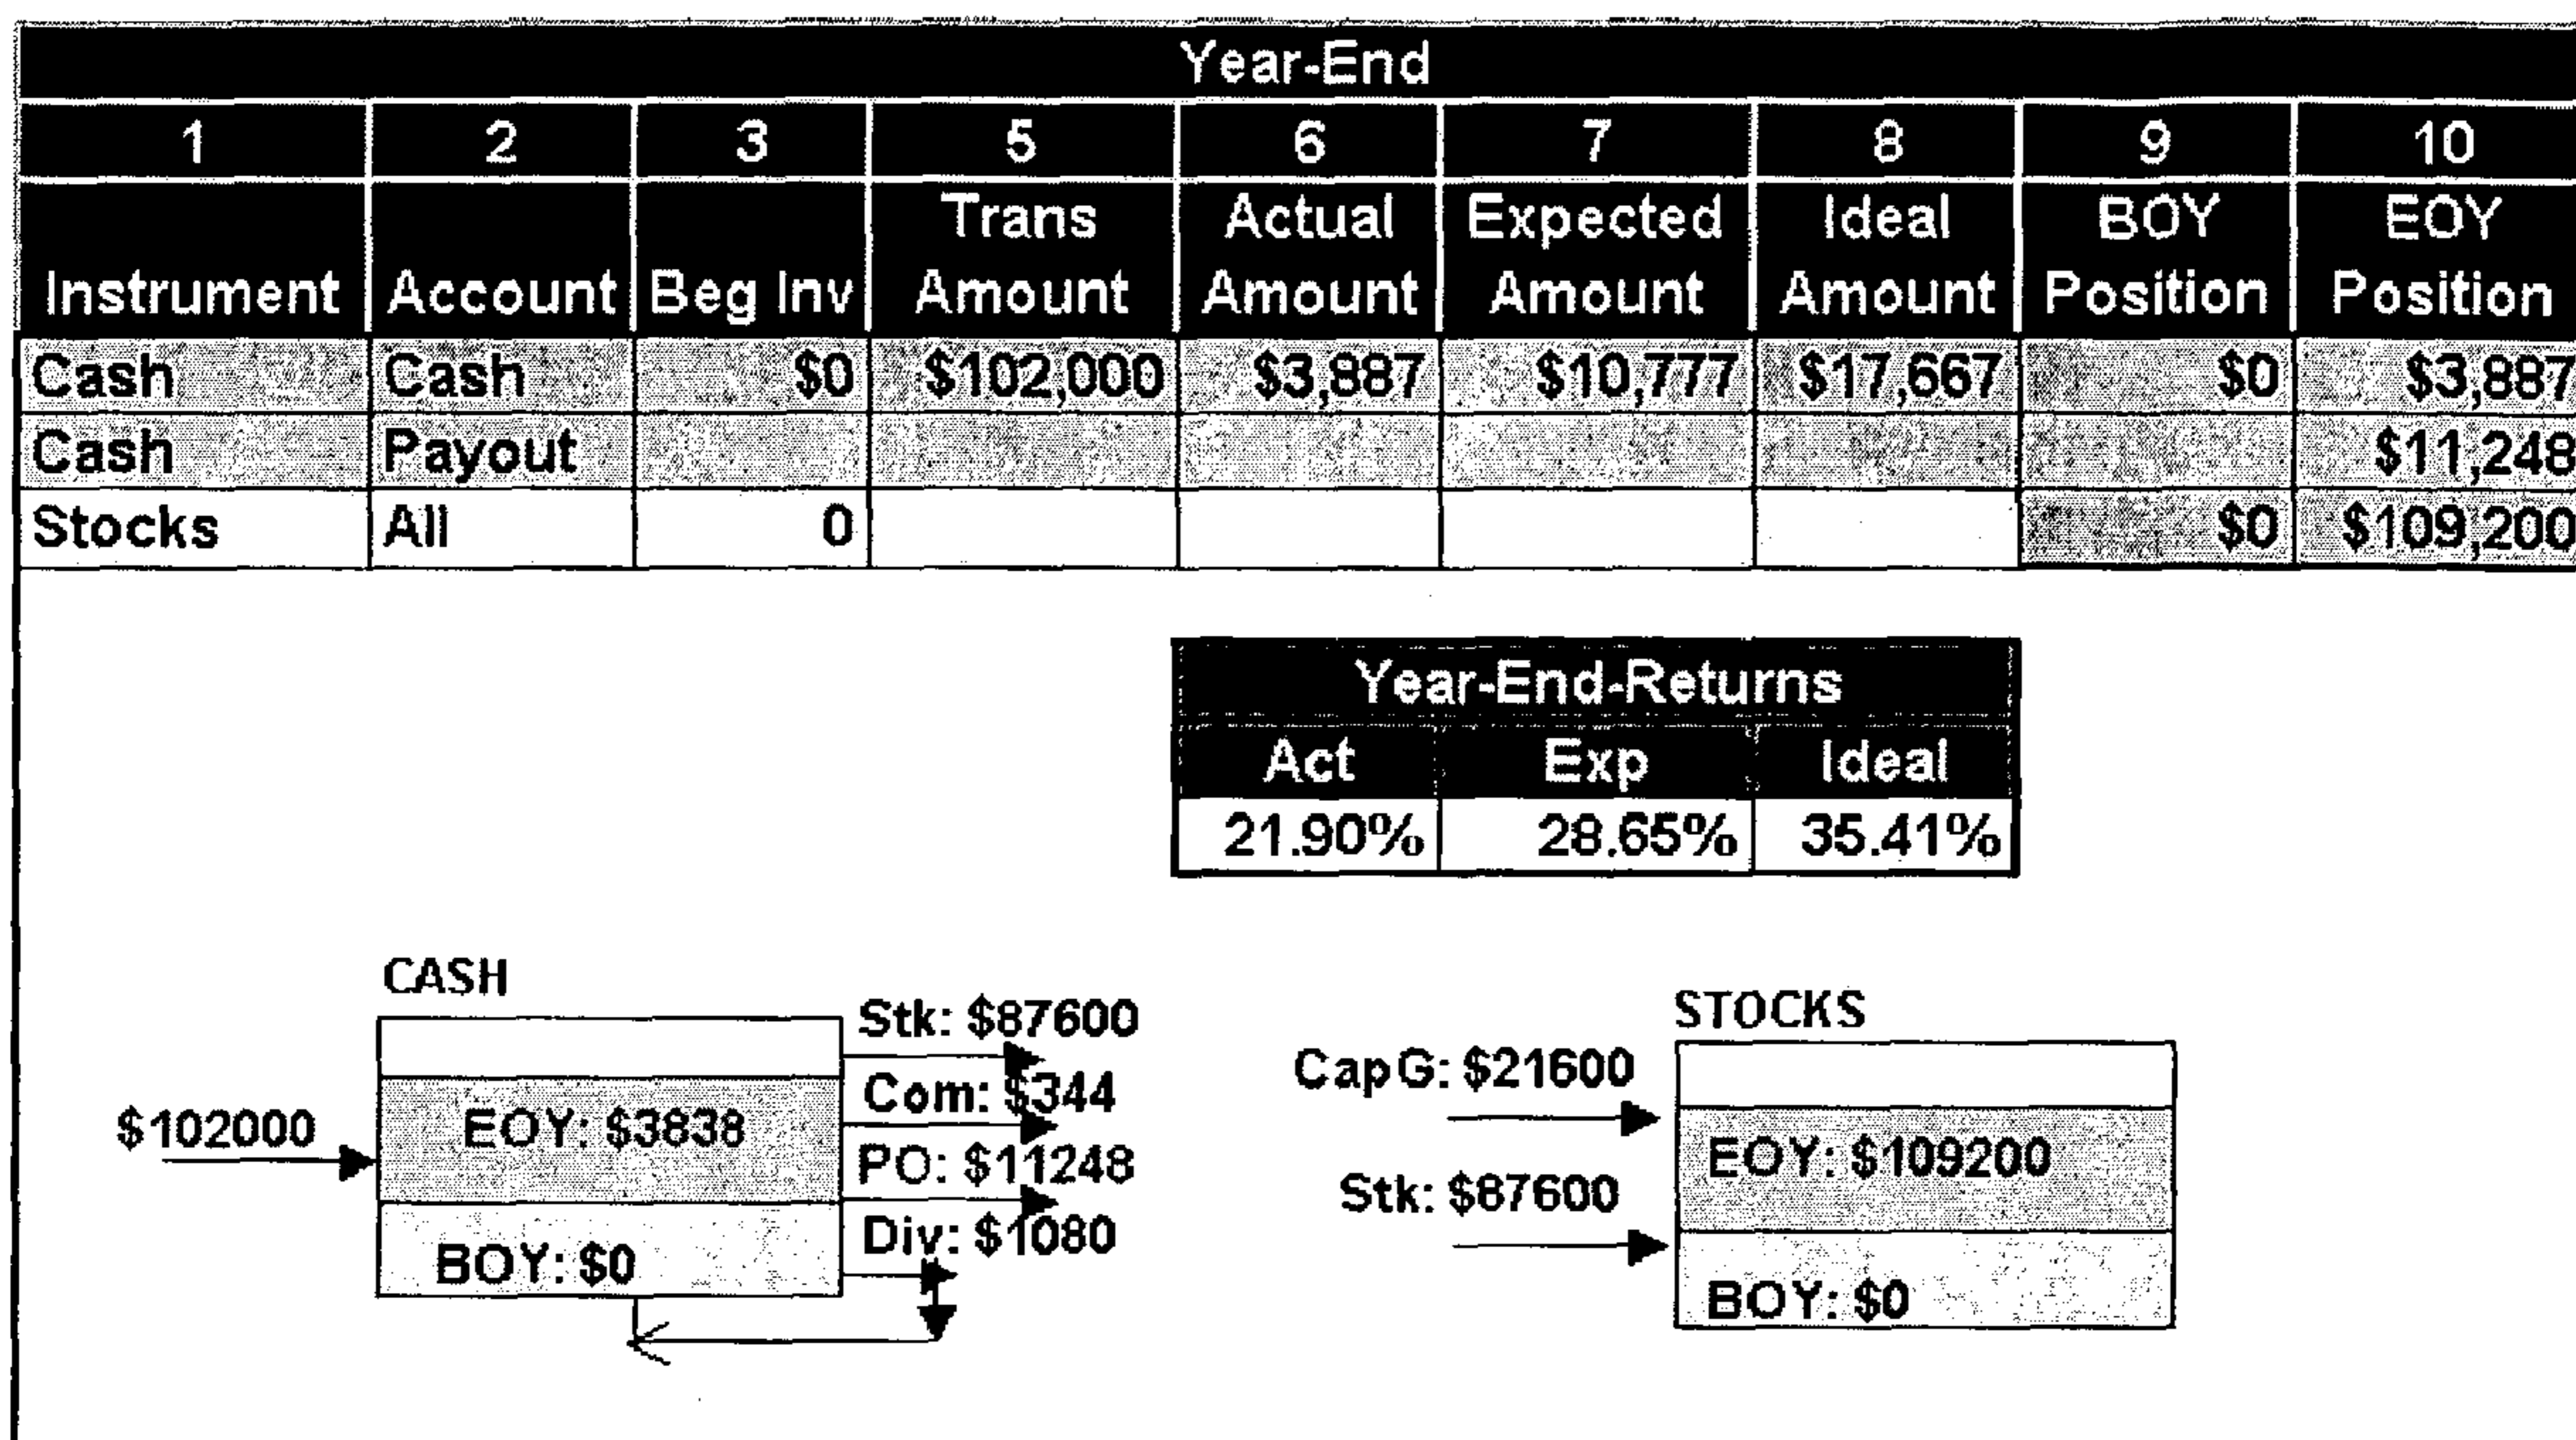 Year-End
1 2 3 5 6 7 8 9 10
Trans Actual Expected Ideal BOY EOY
Instrument Account Beg Inv Amount Amount Amount Amount Position Position
Cash Cash $0 $102,000 $3,887 $10,777 $17,667 $0 $3,887
Cash Payout $11,248
Stocks All 0 $0 $109,200
Year-End-Returns
Act Exp Ideal
21.90% 28.65% 35.41%
CASH
Stk: $87600
Com: $344
$102000
EOY: $3838
PO: $11248
Div: $1080
BOY: $0
STOCKS
CapG: $21600
EOY: $109200
Stk: $87600
BOY: $0